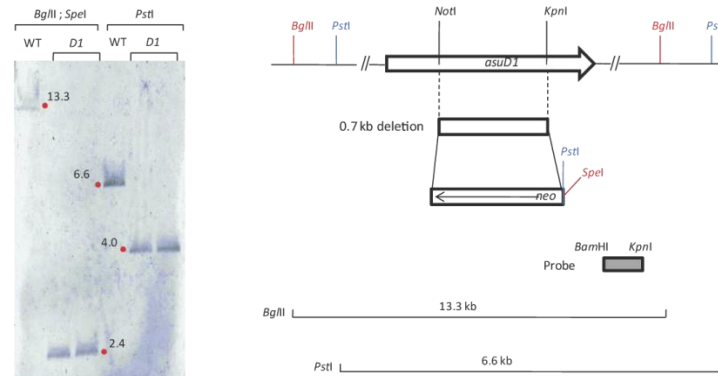 BglII ; SpeI
PstI
WT
D1
WT
D1
13.3
6.6
4.0
2.4
NotI
KpnI
BglII
PstI
BglII
Ps
asuD1
0.7 kb deletion
PstI
SpeI
neo
BamHI
KpnI
Probe
13.3 kb
BglII
6.6 kb
PstI